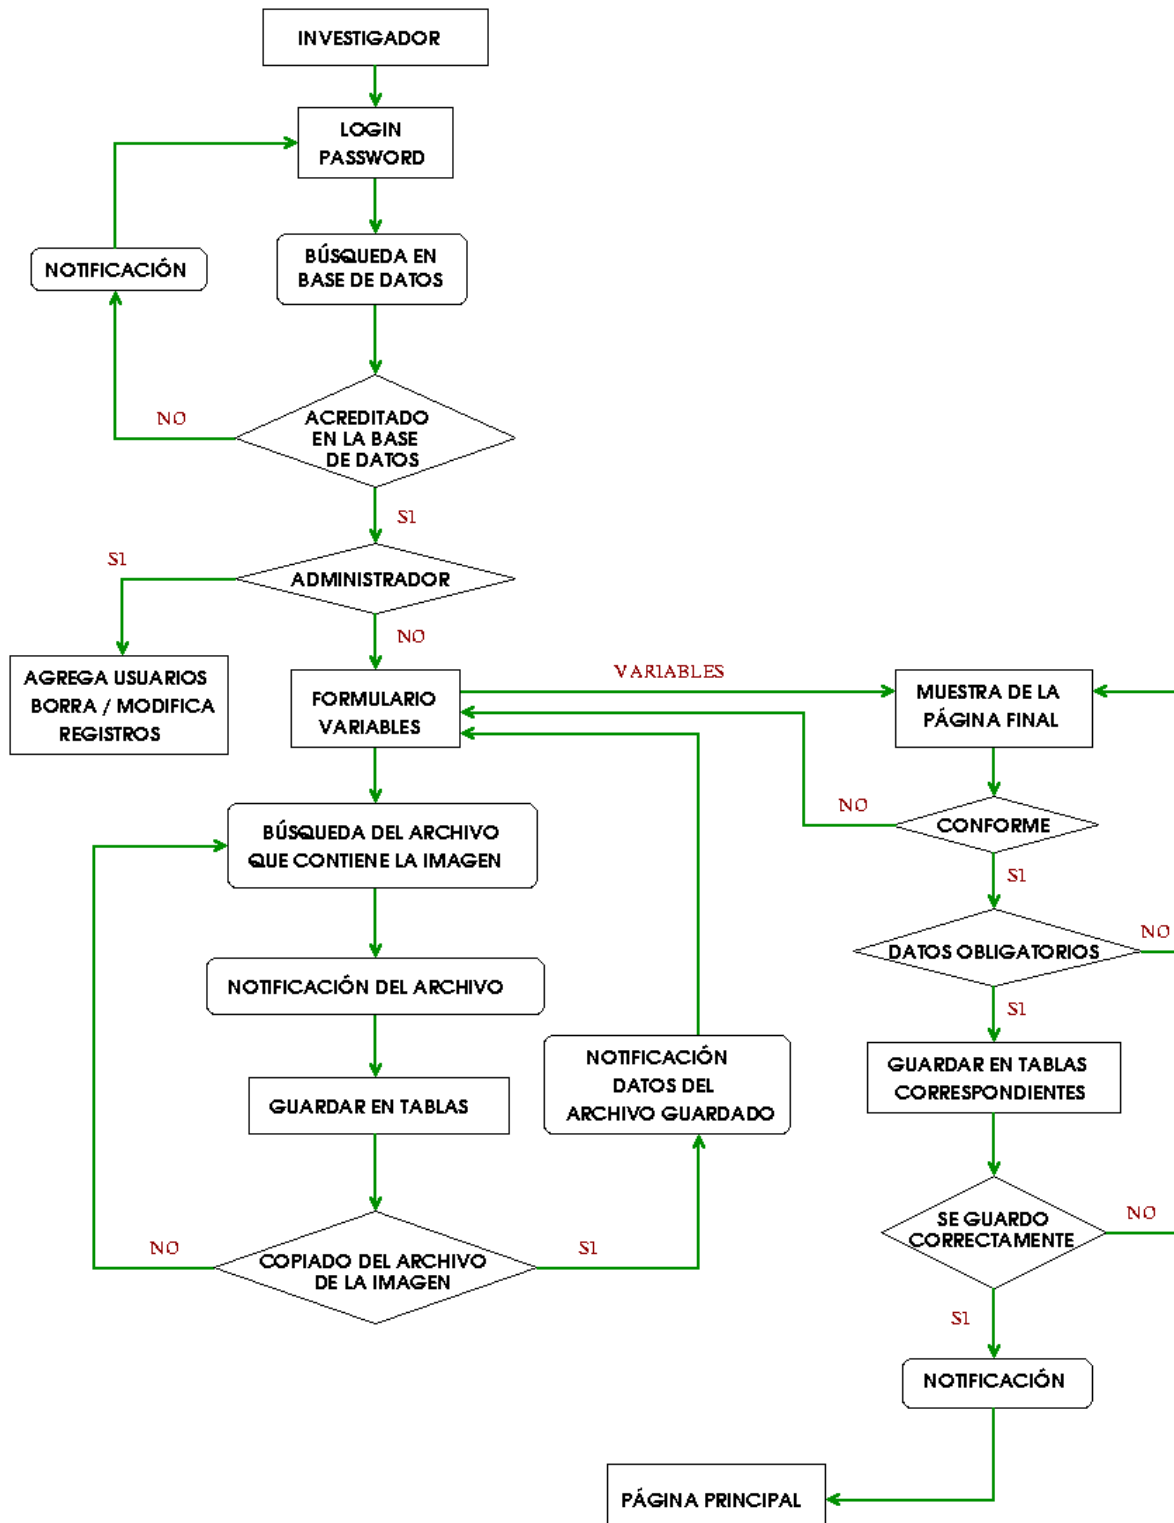 INVESTIGADOR
LOGIN
PASSWORD
NOTIFICACIÓN
BÚSQUEDA EN
BASE DE DATOS
NO
ACREDITADO
EN LA BASE
DE DATOS
SI
SI
ADMINISTRADOR
NO
AGREGA USUARIOS
BORRA / MODIFICA
REGISTROS
FORMULARIO
VARIABLES
VARIABLES
MUESTRA DE LA
PÁGINA FINAL
NO
CONFORME
SI
BÚSQUEDA DEL ARCHIVO
QUE CONTIENE LA IMAGEN
DATOS OBLIGATORIOS
NO
SI
NOTIFICACIÓN DEL ARCHIVO
NOTIFICACIÓN
DATOS DEL
ARCHIVO GUARDADO
GUARDAR EN TABLAS
CORRESPONDIENTES
GUARDAR EN TABLAS
NO
COPIADO DEL ARCHIVO
DE LA IMAGEN
SI
SE GUARDO
CORRECTAMENTE
NO
SI
NOTIFICACIÓN
PÁGINA PRINCIPAL